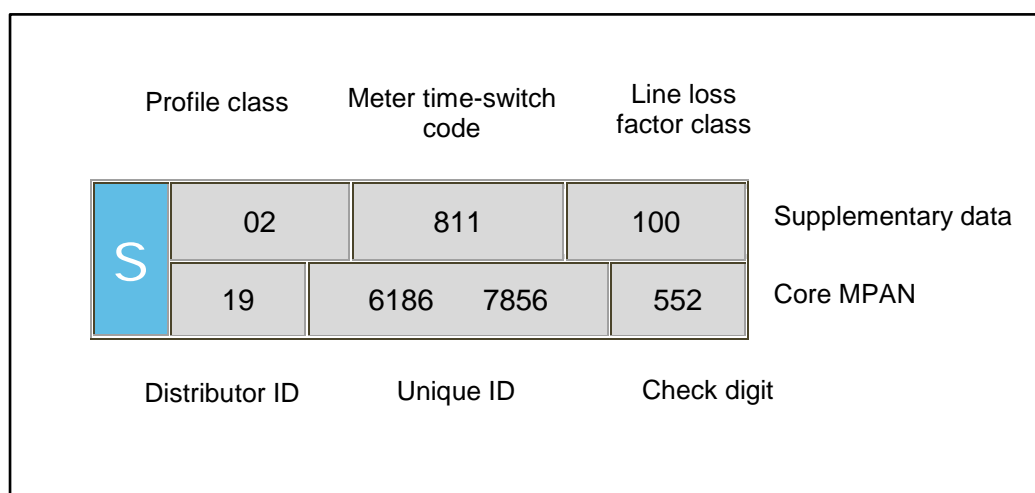 Profile class Meter time-switch code Line loss factor class
S 02 811 100 Supplementary data
19 6186 7856 552 Core MPAN
Distributor ID Unique ID Check digit